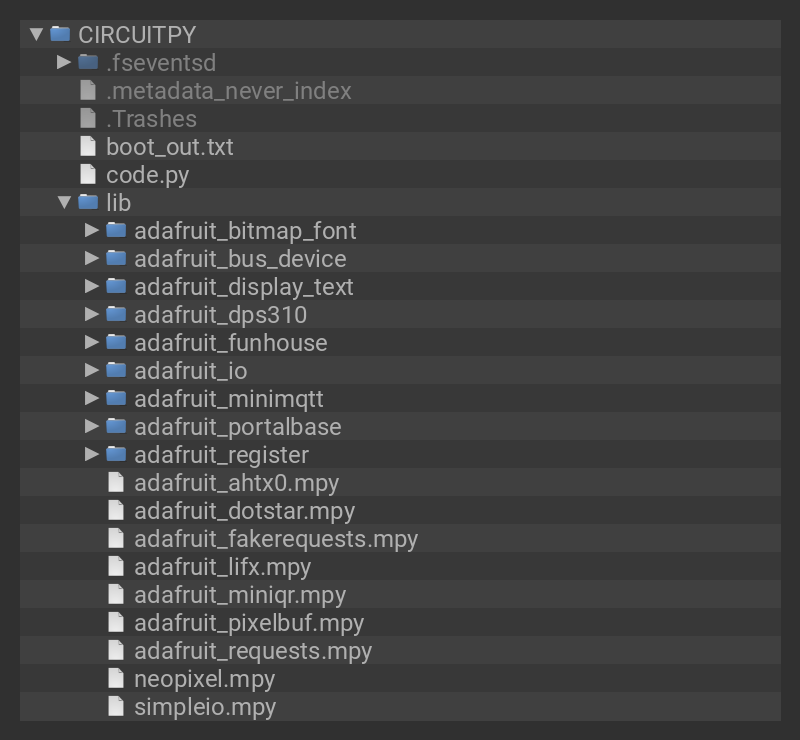 CIRCUITPY
.fseventsd
.metadata_never_index
.Trashes
boot_out.txt
code.py
lib
adafruit_bitmap_font
adafruit_bus_device
adafruit_display_text
adafruit_dps310
adafruit_funhouse
adafruit_io
adafruit_minimqtt
adafruit_portalbase
adafruit_register
adafruit_ahtx0.mpy
adafruit_dotstar.mpy
adafruit_fakerequests.mpy
adafruit_lifx.mpy
adafruit_miniqr.mpy
adafruit_pixelbuf.mpy
adafruit_requests.mpy
neopixel.mpy
simpleio.mpy